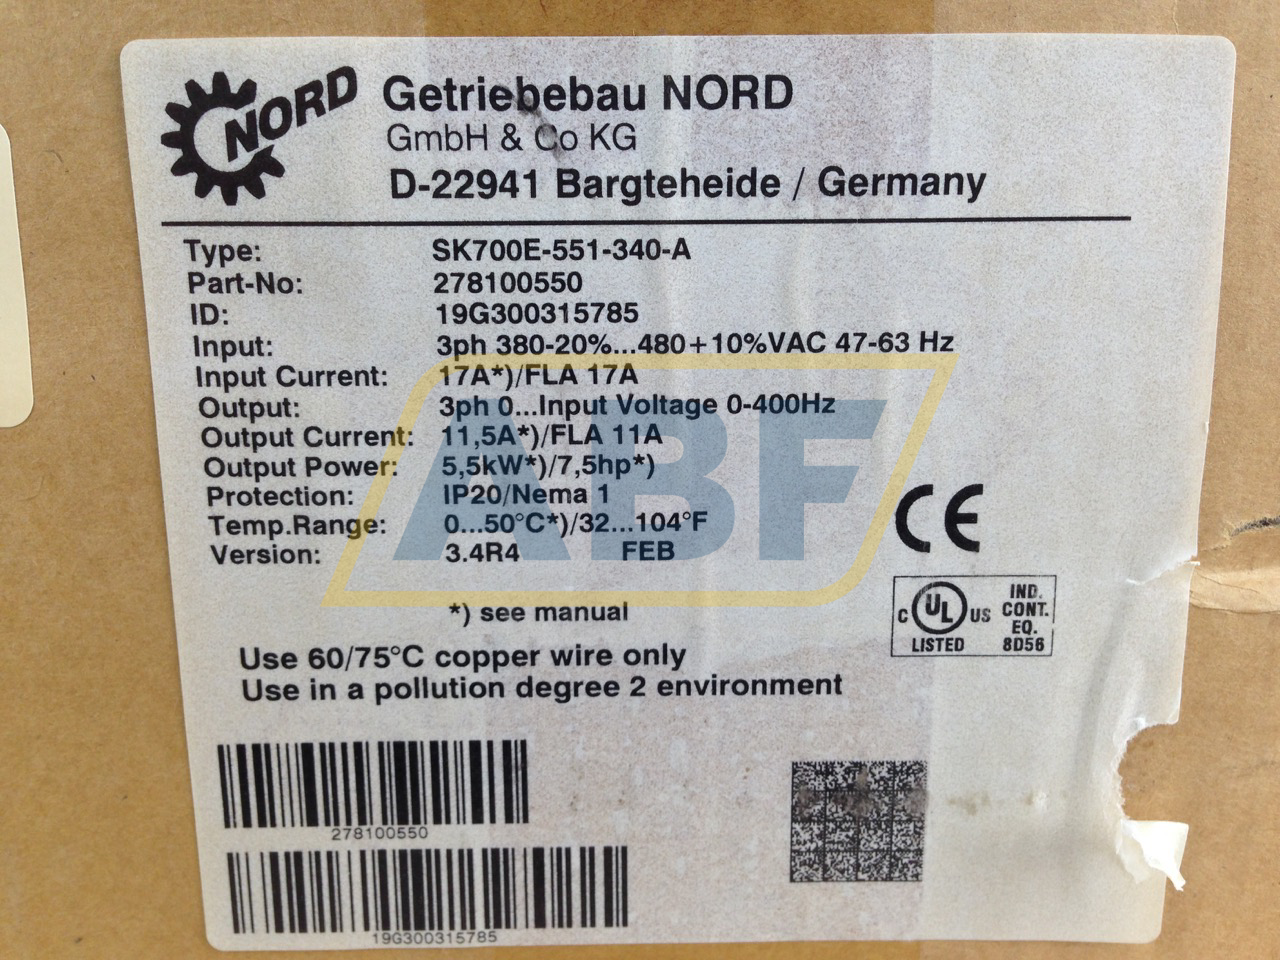 NORD
Getriebebau NORD
GmbH & Co KG
D-22941 Bargteheide / Germany
Type: SK700E-551-340-A
Part-No: 278100550
ID: 19G300315785
Input: 3ph 380-20%...480+10%VAC 47-63 Hz
Input Current: 17A*)/FLA 17A
Output: 3ph 0...Input Voltage 0-400Hz
Output Current: 11,5A*)/FLA 11A
Output Power: 5,5kW*)/7,5hp*)
Protection: IP20/Nema 1
Temp.Range: 0...50°C*)/32...104°F
Version: 3.4R4 FEB
ABF
CE
*) see manual
C UL US
LISTED
IND.
CONT.
EQ.
8D56
Use 60/75°C copper wire only
Use in a pollution degree 2 environment
278100550
19G300315785